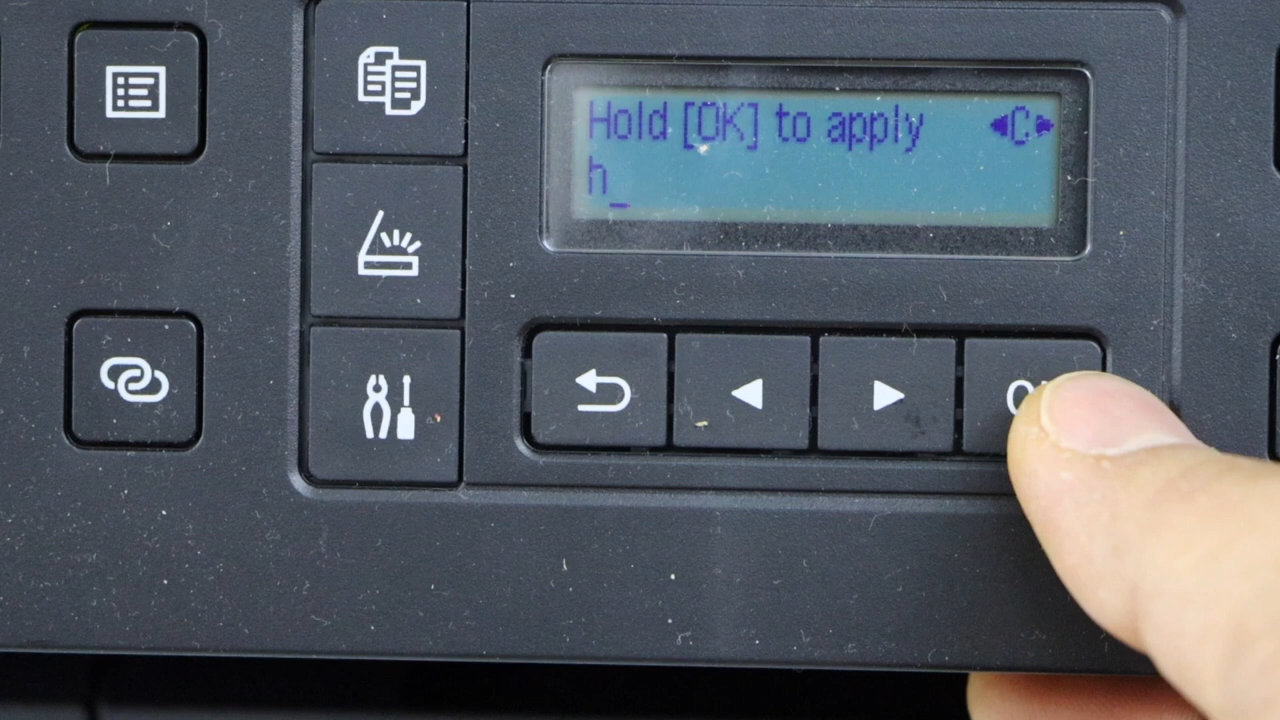 Hold [OK] to apply ◀C▶
h_
O